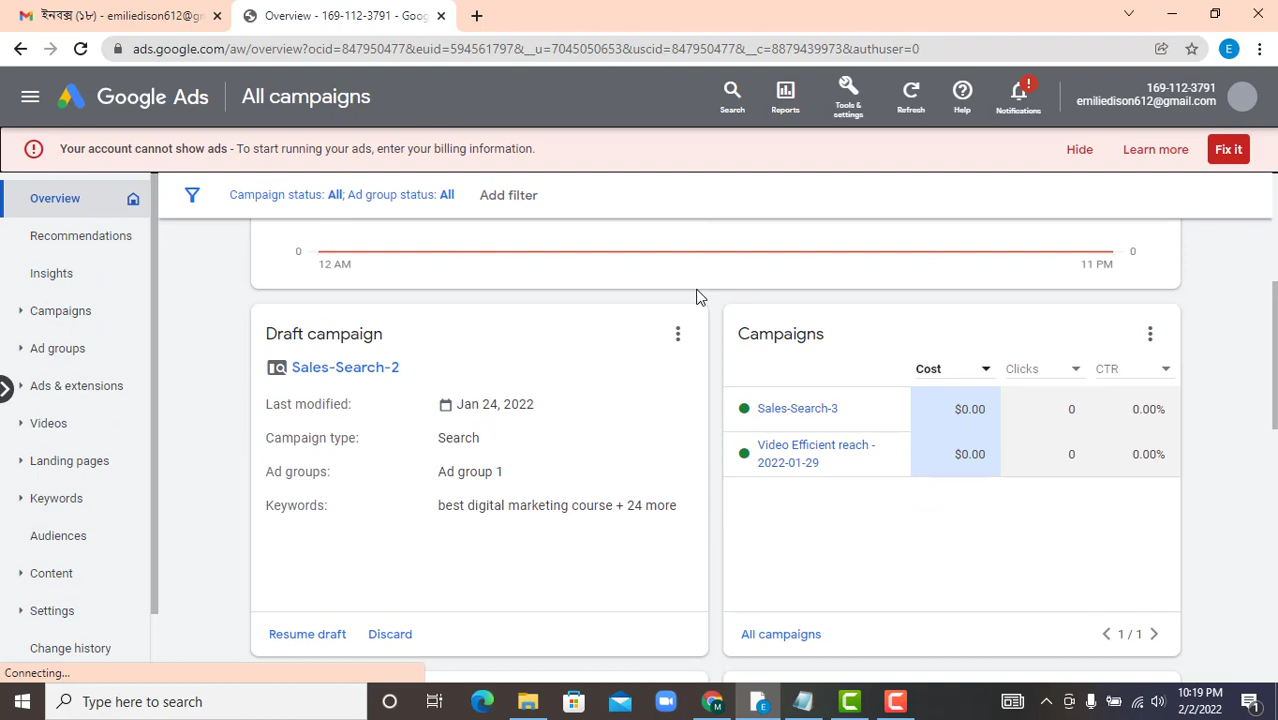 ইনবক্স (১৮) - emiliedison612@gr
Overview - 169-112-3791 - Goog
ads.google.com/aw/overview?ocid=847950477&euid=594561797&__u=7045050653&uscid=847950477&__c=8879439973&authuser=0
E
Google Ads
All campaigns
Search
Reports
Tools & settings
Refresh
Help
Notifications
169-112-3791
emiliedison612@gmail.com
Your account cannot show ads - To start running your ads, enter your billing information.
Hide
Learn more
Fix it
Overview
Recommendations
Insights
Campaigns
Ad groups
Ads & extensions
Videos
Landing pages
Keywords
Audiences
Content
Settings
Change history
Campaign status: All; Ad group status: All
Add filter
0
0
12 AM
11 PM
Draft campaign
Sales-Search-2
Last modified: Jan 24, 2022
Campaign type: Search
Ad groups: Ad group 1
Keywords: best digital marketing course + 24 more
Resume draft
Discard
Campaigns
Cost Clicks CTR
Sales-Search-3 $0.00 0 0.00%
Video Efficient reach -
2022-01-29
$0.00 0 0.00%
All campaigns
1 / 1
Connecting...
Type here to search
10:19 PM
2/2/2022